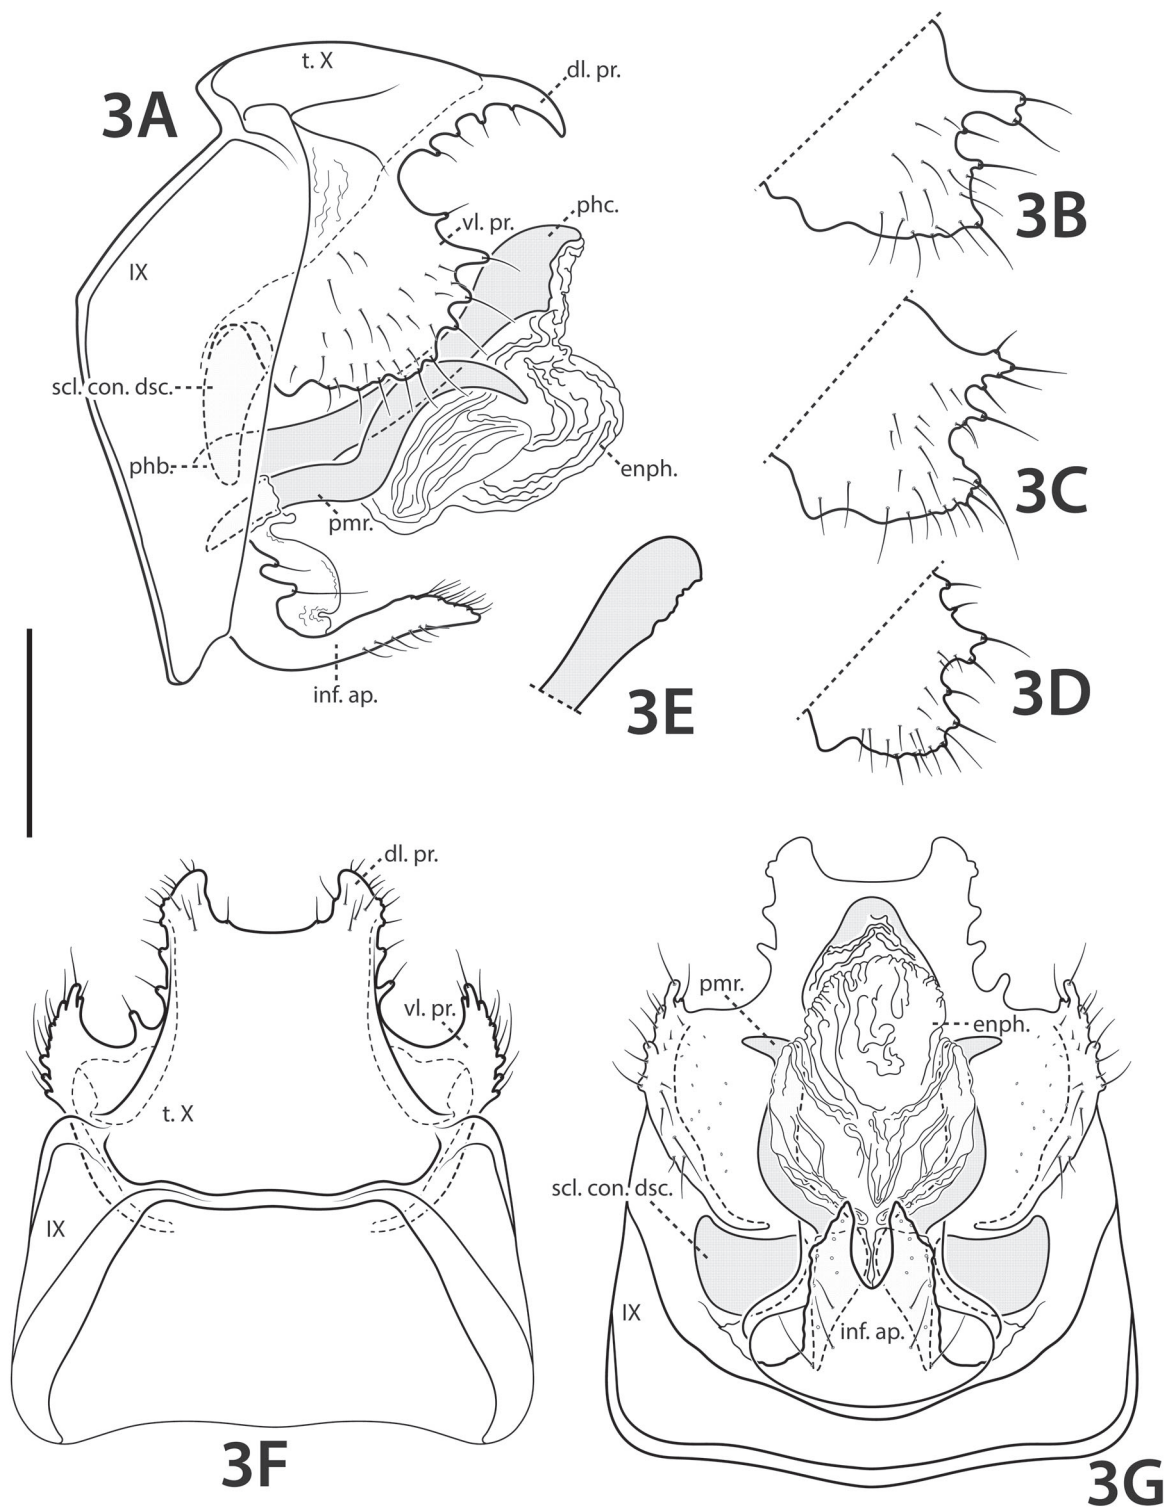 3A
t. X
dl. pr.
vl. pr.
phc.
IX
scl. con. dsc.
phb.
pmr.
enph.
inf. ap.
3B
3C
3D
3E
dl. pr.
vl. pr.
t. X
IX
3F
pmr.
enph.
scl. con. dsc.
IX
inf. ap.
3G